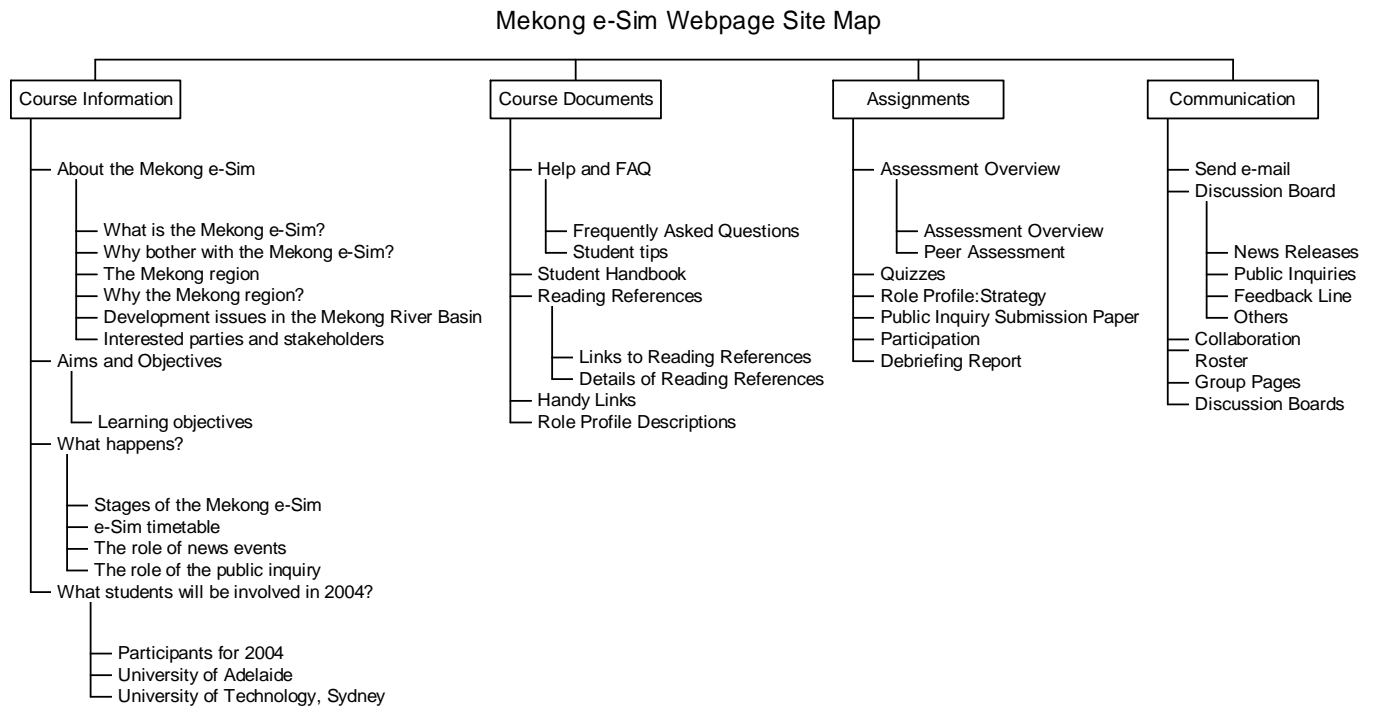 Mekong e-Sim Webpage Site Map
Course Information
About the Mekong e-Sim
What is the Mekong e-Sim?
Why bother with the Mekong e-Sim?
The Mekong region
Why the Mekong region?
Development issues in the Mekong River Basin
Interested parties and stakeholders
Aims and Objectives
Learning objectives
What happens?
Stages of the Mekong e-Sim
e-Sim timetable
The role of news events
The role of the public inquiry
What students will be involved in 2004?
Participants for 2004
University of Adelaide
University of Technology, Sydney
Course Documents
Help and FAQ
Frequently Asked Questions
Student tips
Student Handbook
Reading References
Links to Reading References
Details of Reading References
Handy Links
Role Profile Descriptions
Assignments
Assessment Overview
Assessment Overview
Peer Assessment
Quizzes
Role Profile:Strategy
Public Inquiry Submission Paper
Participation
Debriefing Report
Communication
Send e-mail
Discussion Board
News Releases
Public Inquiries
Feedback Line
Others
Collaboration
Roster
Group Pages
Discussion Boards